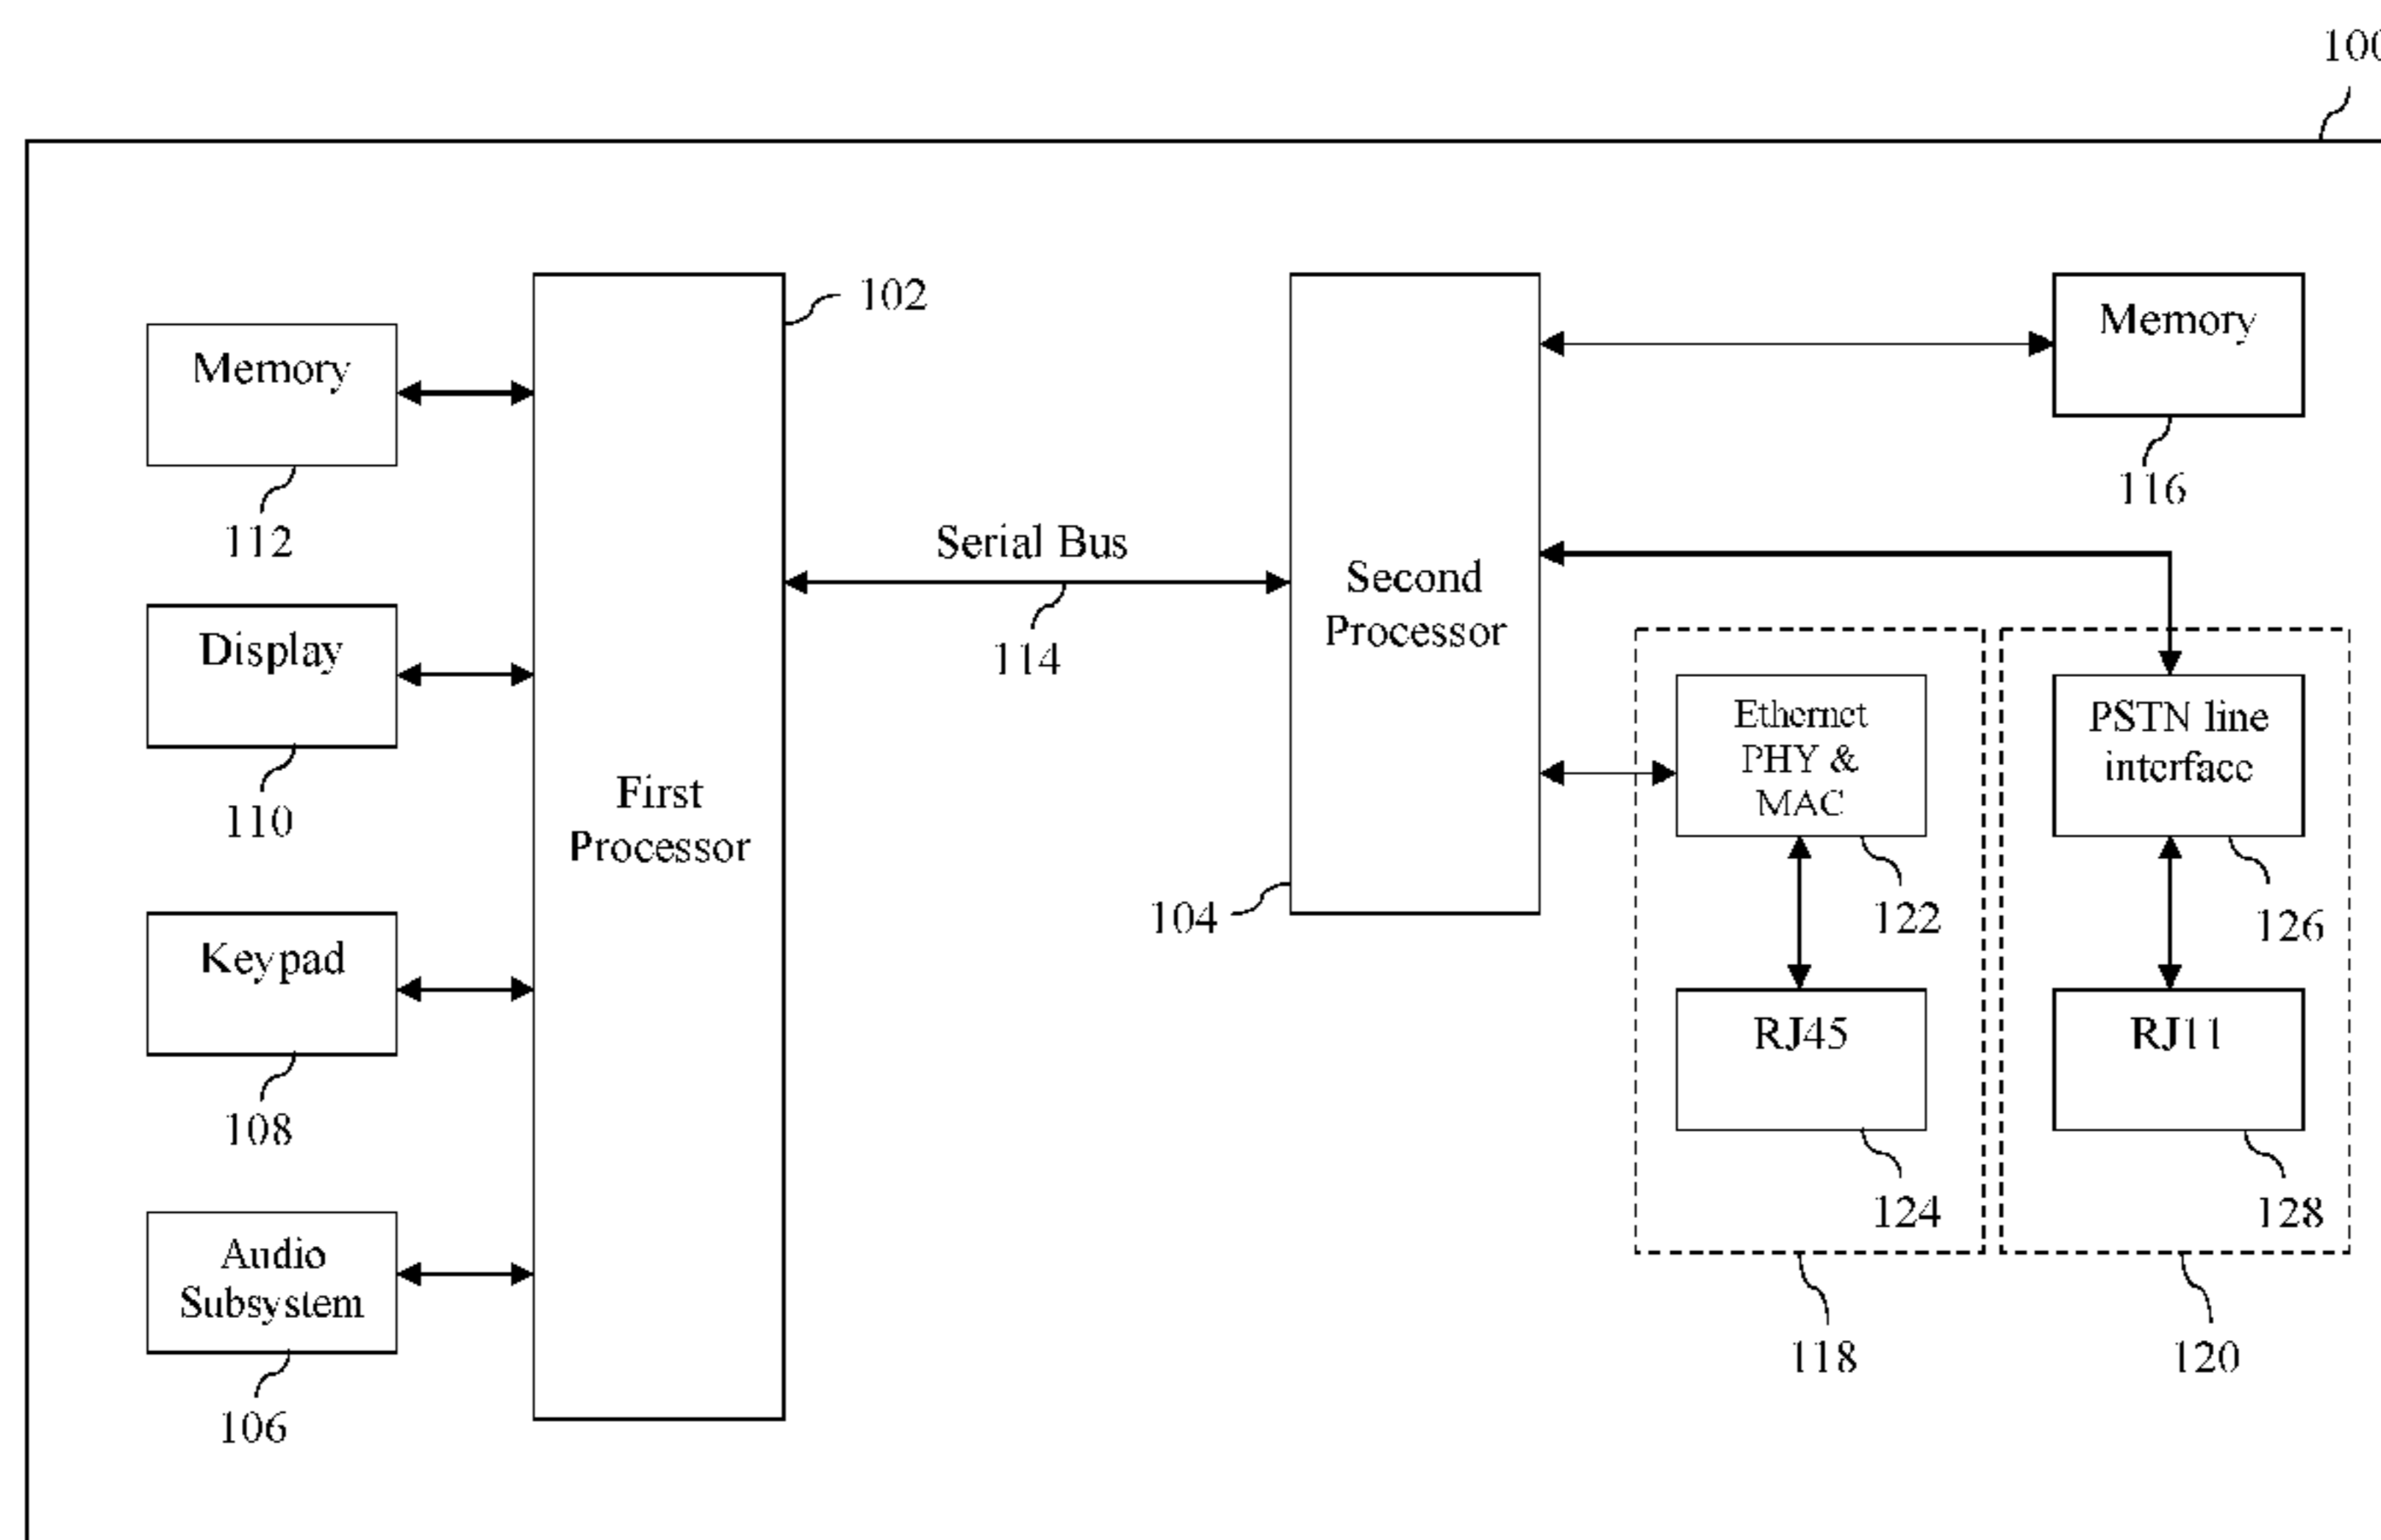 100
102
Memory
Memory
116
112
Serial Bus
114
Second
Processor
Display
110
Ethernet
PHY &
MAC
PSTN line
interface
First
Processor
104
122
126
Keypad
108
RJ45
RJ11
124
128
Audio
Subsystem
106
118
120